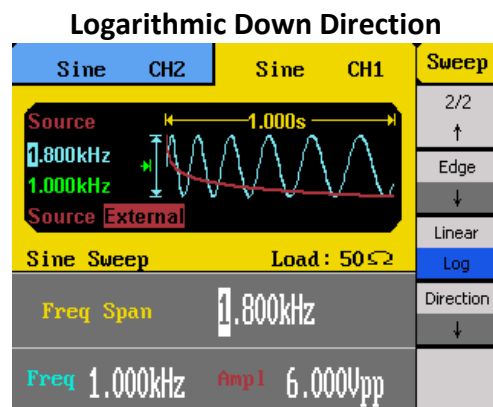 Logarithmic Down Direction
Sine CH2 Sine CH1 Sweep
2/2
↑
Source 1.000s
1.800kHz
1.000kHz
Source External
Edge
↓
Linear
Log
Sine Sweep Load: 50Ω
Direction
↓
Freq Span 1.800kHz
Freq 1.000kHz Ampl 6.000Vpp